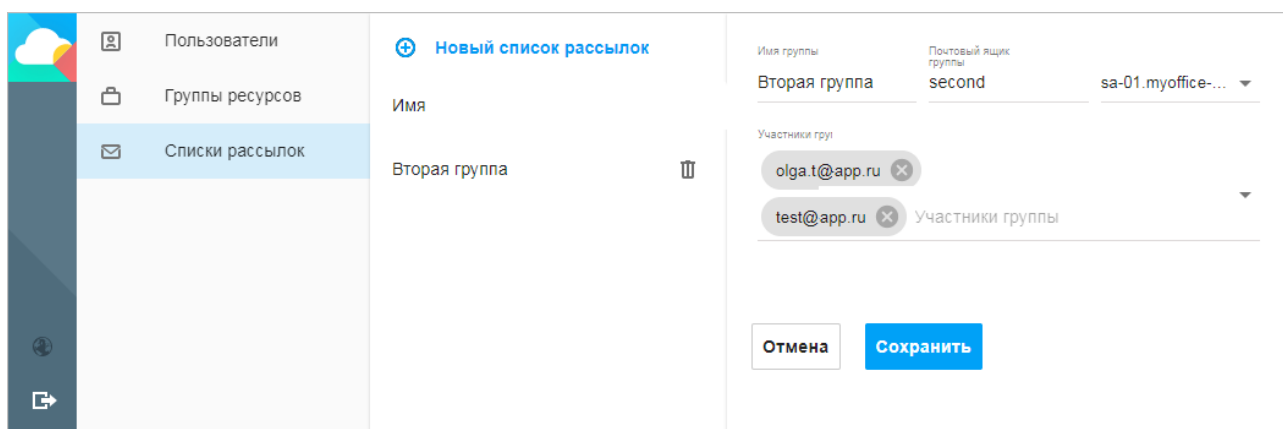 Пользователи
Группы ресурсов
Списки рассылок
Новый список рассылок
Имя
Вторая группа
Имя группы
Вторая группа
Почтовый ящик
группы
second
sa-01.myoffice-...
Участники гру
olga.t@app.ru
test@app.ru Участники группы
Отмена Сохранить